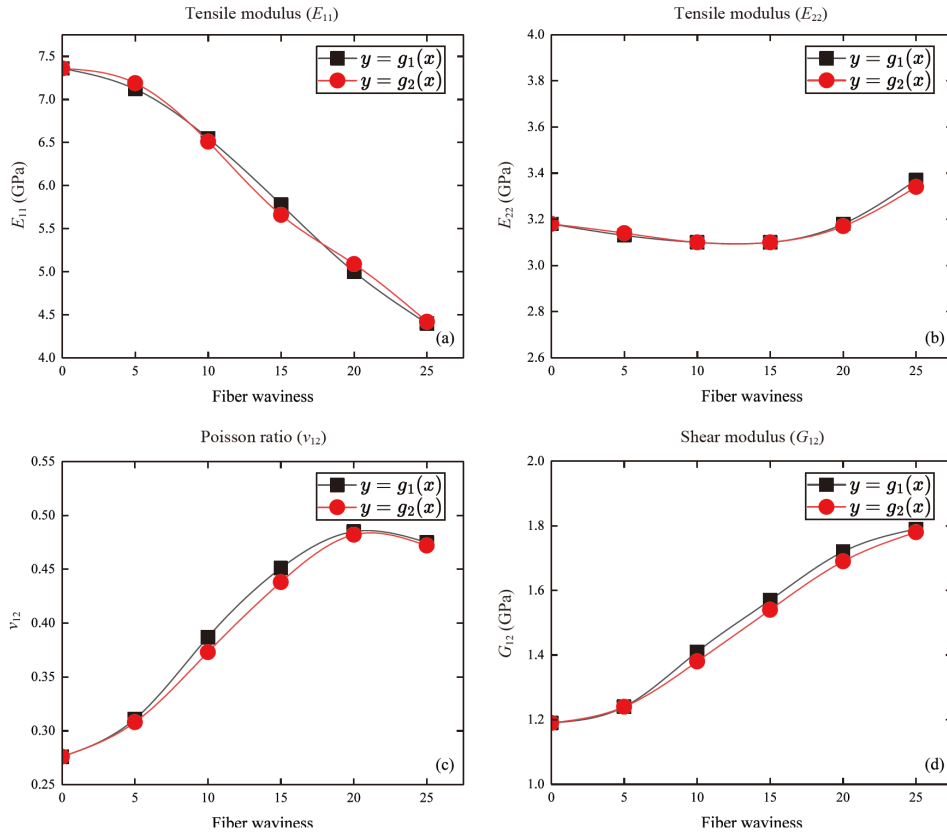 Tensile modulus (E₁₁)
y = g₁(x)
y = g₂(x)
7.5
7.0
6.5
6.0
5.5
5.0
4.5
4.0
E₁₁ (GPa)
(a)
0 5 10 15 20 25
Fiber waviness
Tensile modulus (E₂₂)
y = g₁(x)
y = g₂(x)
4.0
3.8
3.6
3.4
3.2
3.0
2.8
2.6
E₂₂ (GPa)
(b)
0 5 10 15 20 25
Fiber waviness
Poisson ratio (v₁₂)
y = g₁(x)
y = g₂(x)
0.55
0.50
0.45
0.40
0.35
0.30
0.25
v₁₂
(c)
0 5 10 15 20 25
Fiber waviness
Shear modulus (G₁₂)
y = g₁(x)
y = g₂(x)
2.0
1.8
1.6
1.4
1.2
1.0
G₁₂ (GPa)
(d)
0 5 10 15 20 25
Fiber waviness